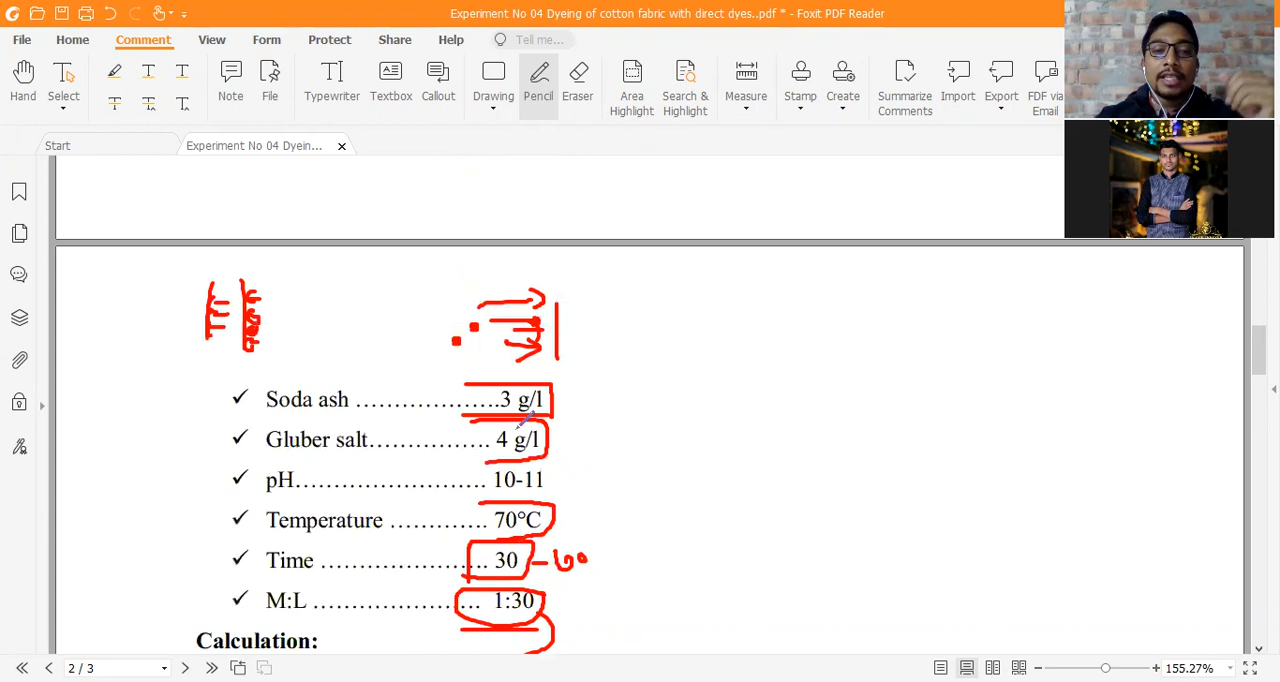 Experiment No 04 Dyeing of cotton fabric with direct dyes..pdf * - Foxit PDF Reader
File Home Comment View Form Protect Share Help Tell me...
Hand Select Note File Typewriter Textbox Callout Drawing Pencil Eraser Area Highlight Search & Highlight Measure Stamp Create Summarize Comments Import Export FDF via Email
Start Experiment No 04 Dyein...
✓ Soda ash ………………….3 g/l
✓ Gluber salt…………….. 4 g/l
✓ pH……………………. 10-11
✓ Temperature …………. 70°C
✓ Time …………………. 30
✓ M:L ………………… 1:30
Calculation:
2 / 3 155.27%